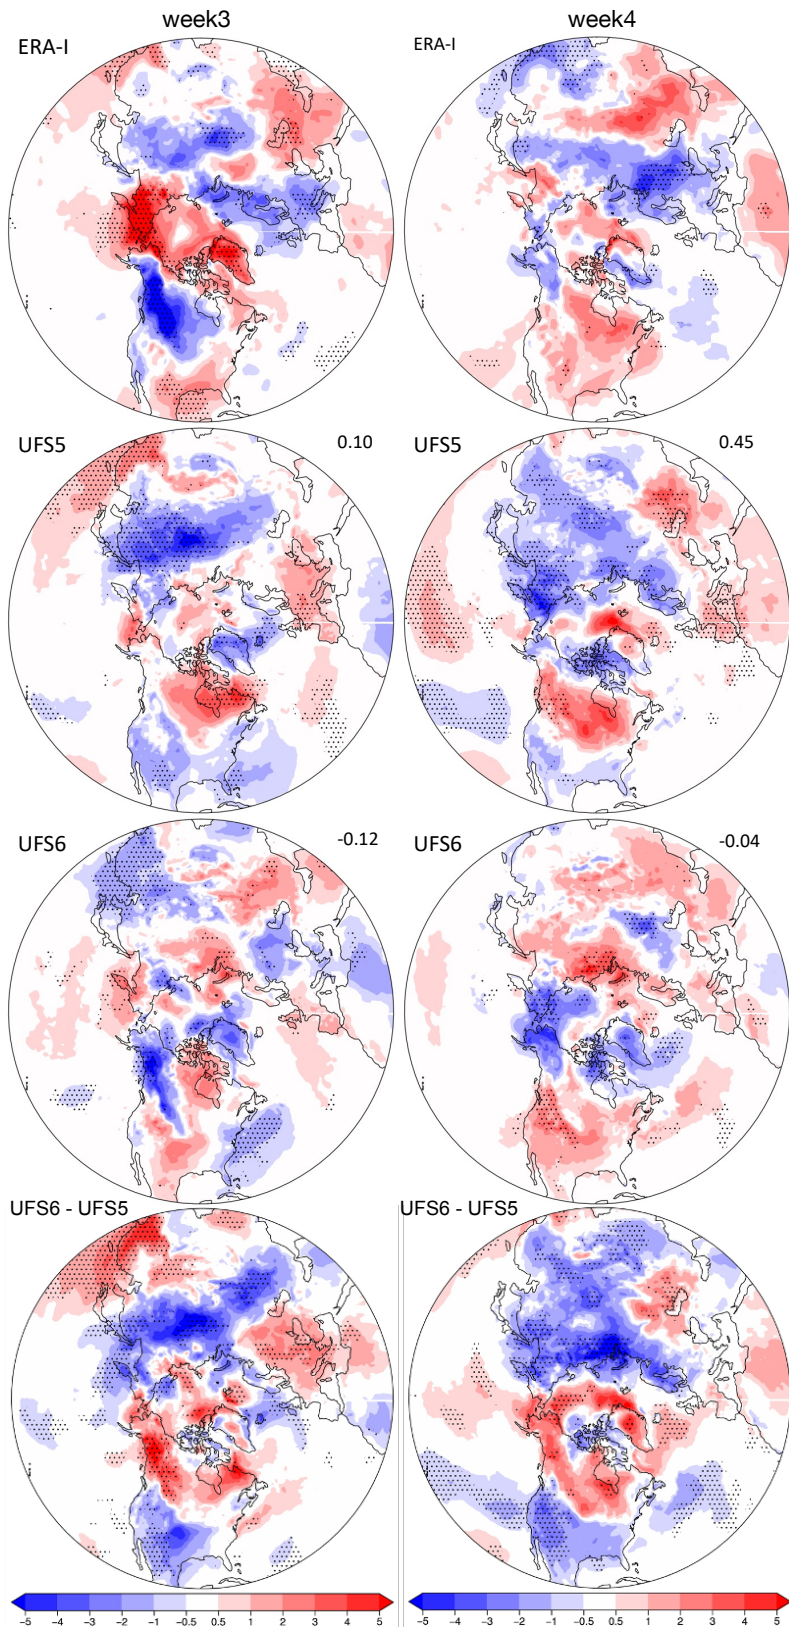 week3 week4
ERA-I ERA-I
UFS5 0.10 UFS5 0.45
UFS6 -0.12 UFS6 -0.04
UFS6 - UFS5 UFS6 - UFS5
-5 -4 -3 -2 -1 -0.5 0.5 1 2 3 4 5 -5 -4 -3 -2 -1 -0.5 0.5 1 2 3 4 5